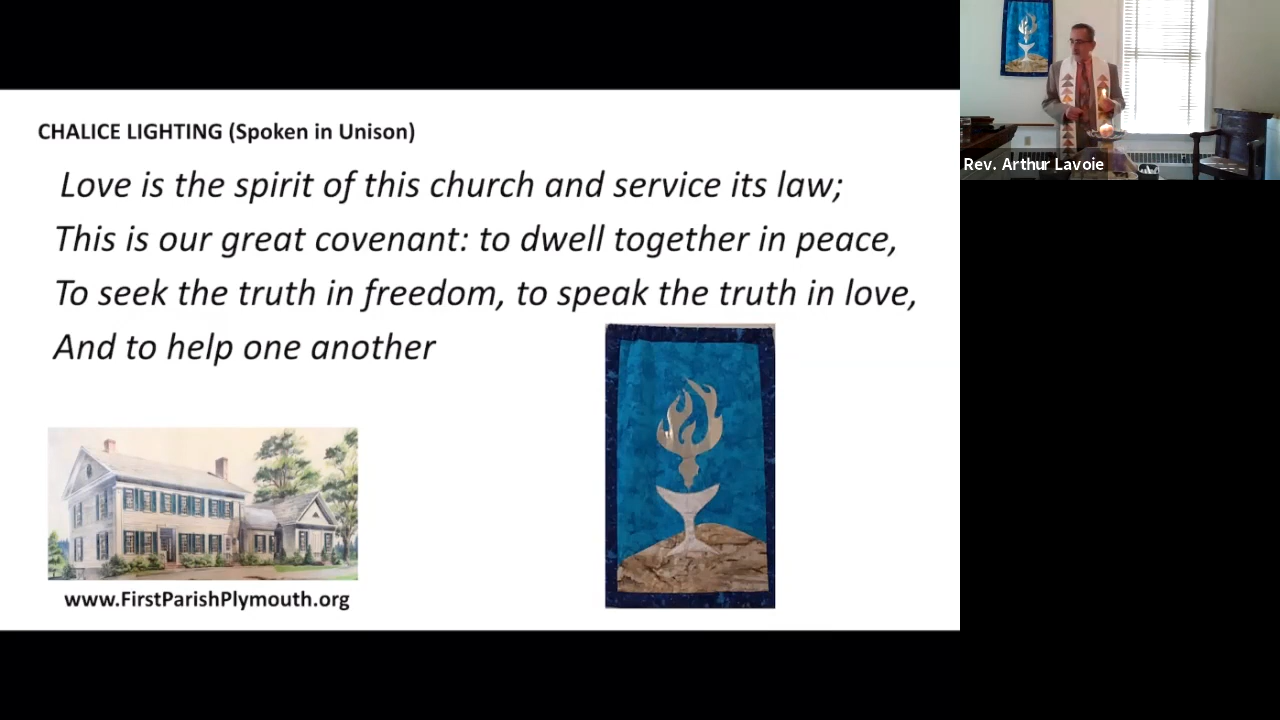 CHALICE LIGHTING (Spoken in Unison)
Love is the spirit of this church and service its law;
This is our great covenant: to dwell together in peace,
To seek the truth in freedom, to speak the truth in love,
And to help one another
www.FirstParishPlymouth.org
Rev. Arthur Lavoie